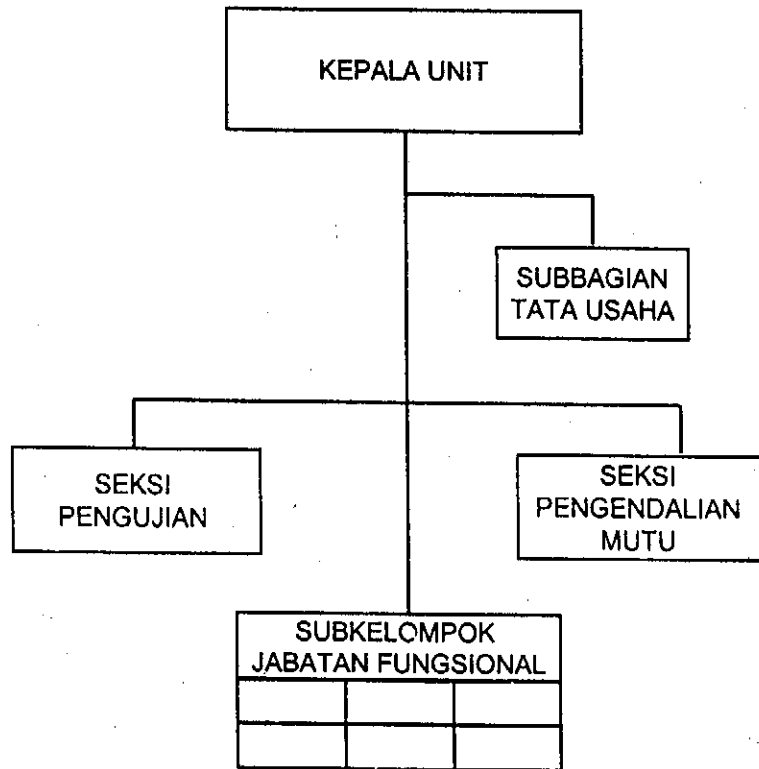 KEPALA UNIT
SUBBAGIAN
TATA USAHA
SEKSI
PENGUJIAN
SEKSI
PENGENDALIAN
MUTU
SUBKELOMPOK
JABATAN FUNGSIONAL